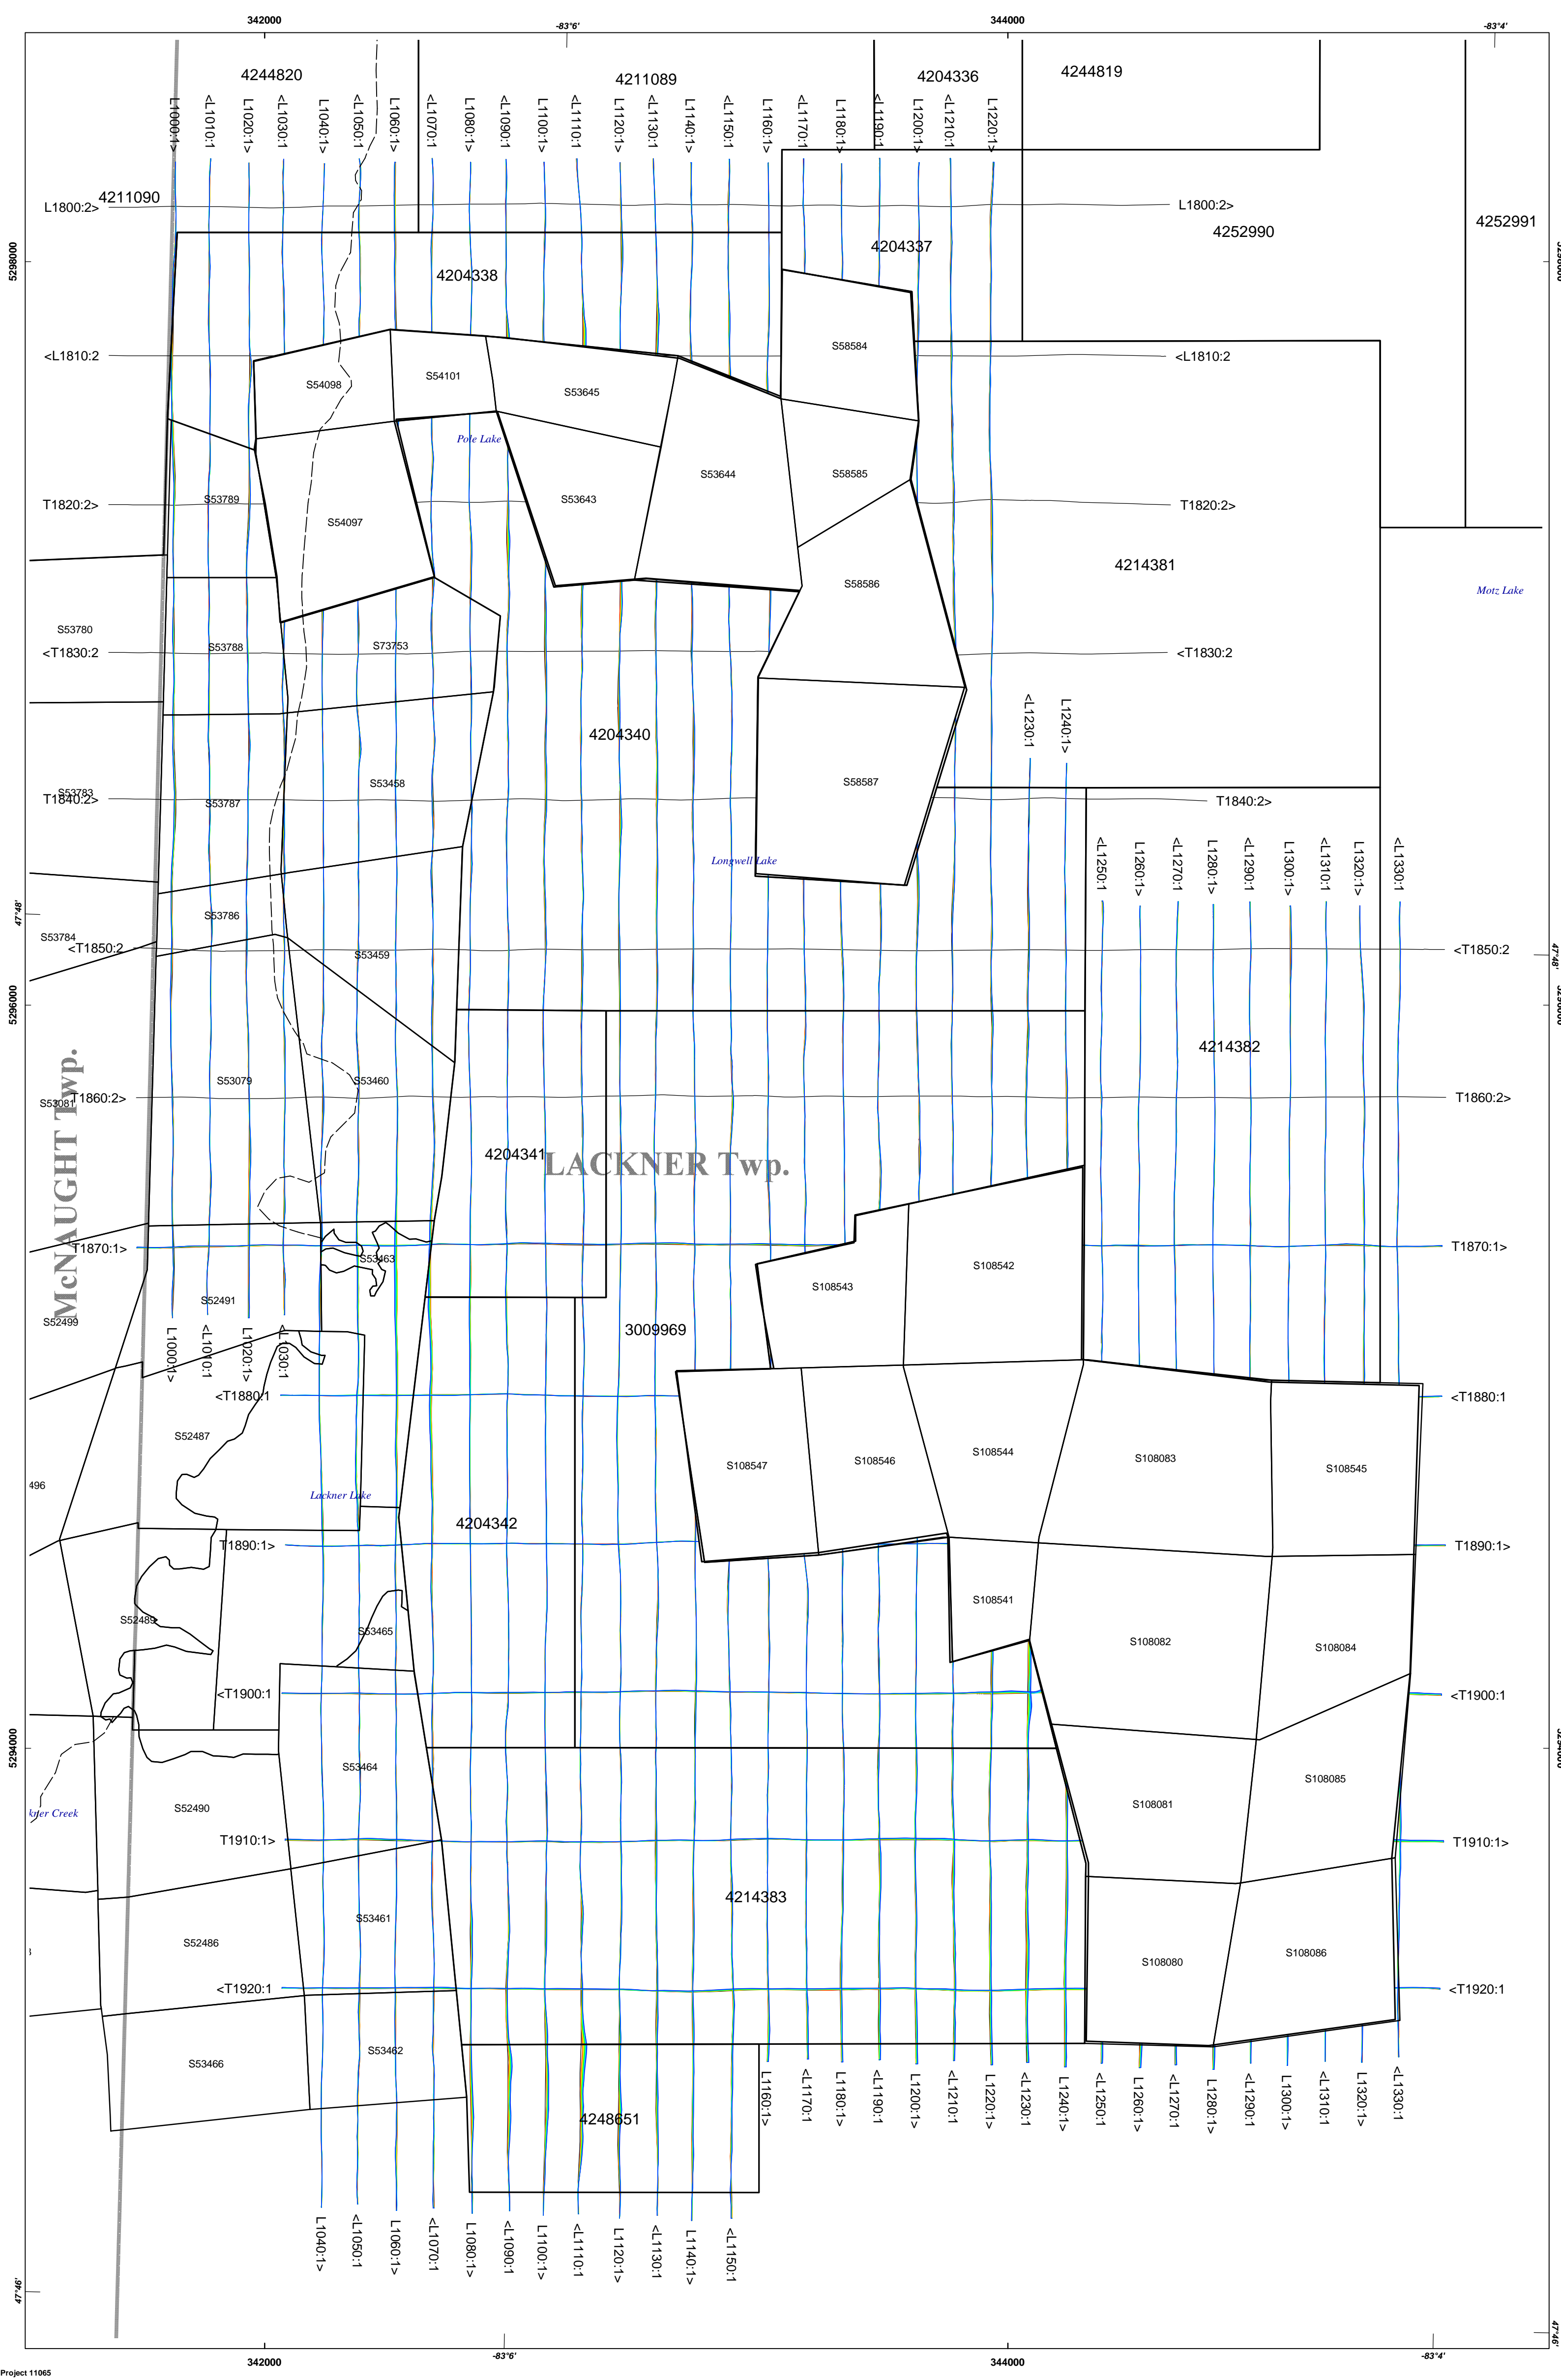 342000
-83°6'
344000
-83°4'
4244820
4211089
4204336
4244819
L1000:1>
<L1010:1
L1020:1>
<L1030:1
L1040:1>
<L1050:1
L1060:1>
<L1070:1
L1080:1>
<L1090:1
L1100:1>
<L1110:1
L1120:1>
<L1130:1
L1140:1>
<L1150:1
L1160:1>
<L1170:1
L1180:1>
<L1190:1
L1200:1>
<L1210:1
L1220:1>
4211090
L1800:2>
L1800:2>
4252991
4252990
4204337
5298000
4204338
S58584
<L1810:2
<L1810:2
S54098
S54101
S53645
Pole Lake
S53644
S58585
S53789
S53643
T1820:2>
T1820:2>
S54097
4214381
S58586
Motz Lake
S53780
S53788
S73753
<T1830:2
<T1830:2
<L1230:1
L1240:1>
4204340
S53458
S58587
S53783
T1840:2>
S53787
T1840:2>
Longwell Lake
<L1250:1
L1260:1>
<L1270:1
L1280:1>
<L1290:1
L1300:1>
<L1310:1
L1320:1>
<L1330:1
47°48'
S53786
S53784
<T1850:2
<T1850:2
47°48'
S53459
5296000
4214382
S53079
S53460
S53081
T1860:2>
T1860:2>
McNAUGHT Twp.
4204341
LACKNER Twp.
T1870:1>
T1870:1>
S53463
S108542
S108543
S52491
S52499
3009969
L1000:1>
<L1010:1
L1020:1>
<L1030:1
<T1880:1
<T1880:1
S52487
S108547
S108546
S108544
S108083
S108545
496
Lackner Lake
4204342
T1890:1>
T1890:1>
S108541
S52489
S53465
S108082
S108084
<T1900:1
<T1900:1
5294000
S53464
S108085
S52490
S108081
kner Creek
T1910:1>
T1910:1>
4214383
S53461
S52486
S108080
S108086
<T1920:1
<T1920:1
S53466
S53462
L1160:1>
<L1170:1
L1180:1>
<L1190:1
L1200:1>
<L1210:1
L1220:1>
<L1230:1
L1240:1>
<L1250:1
L1260:1>
<L1270:1
L1280:1>
<L1290:1
L1300:1>
<L1310:1
L1320:1>
<L1330:1
4248651
L1040:1>
<L1050:1
L1060:1>
<L1070:1
L1080:1>
<L1090:1
L1100:1>
<L1110:1
L1120:1>
<L1130:1
L1140:1>
<L1150:1
47°46'
47°46'
342000
-83°6'
344000
-83°4'
Project 11065